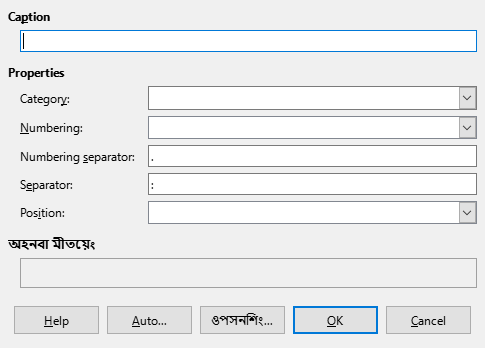 Caption
Properties
Category:
Numbering:
Numbering separator: .
Separator: :
Position:
অহনবা মীতয়েং
Help Auto... ওপসনশিং... OK Cancel